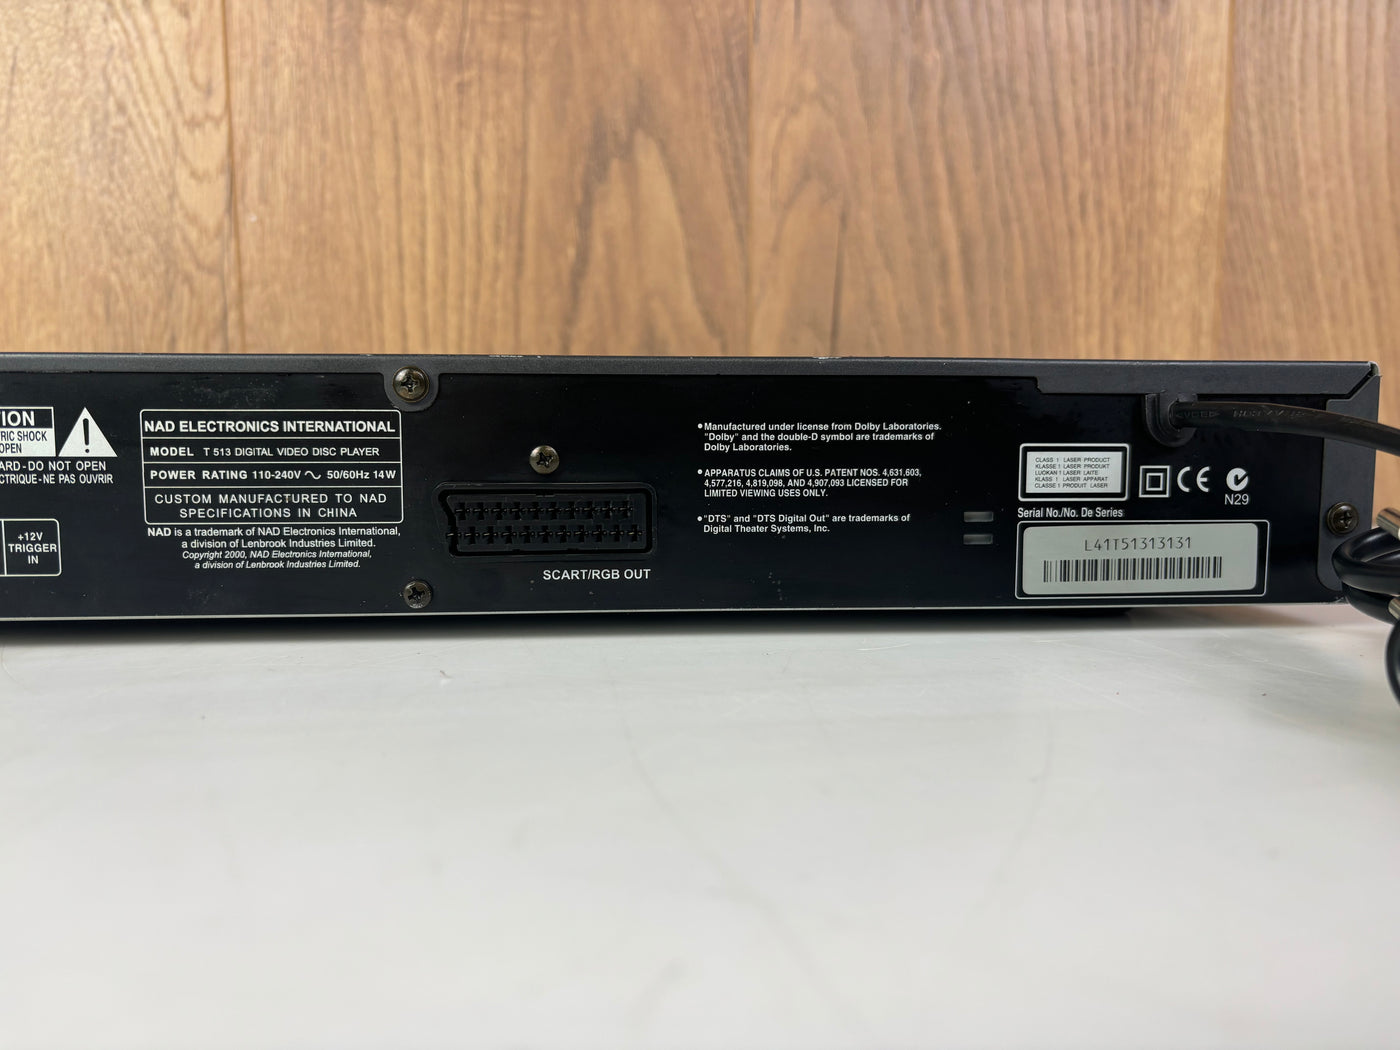 TION
TRIC SHOCK
OPEN
ARD - DO NOT OPEN
CTRIQUE - NE PAS OUVRIR
+12V
TRIGGER
IN
NAD ELECTRONICS INTERNATIONAL
MODEL T 513 DIGITAL VIDEO DISC PLAYER
POWER RATING 110-240V ~ 50/60Hz 14W
CUSTOM MANUFACTURED TO NAD
SPECIFICATIONS IN CHINA
NAD is a trademark of NAD Electronics International,
a division of Lenbrook Industries Limited.
Copyright 2000, NAD Electronics International,
a division of Lenbrook Industries Limited.
SCART/RGB OUT
•Manufactured under license from Dolby Laboratories.
"Dolby" and the double-D symbol are trademarks of
Dolby Laboratories.
•APPARATUS CLAIMS OF U.S. PATENT NOS. 4,631,603,
4,577,216, 4,819,098, AND 4,907,093 LICENSED FOR
LIMITED VIEWING USES ONLY.
•"DTS" and "DTS Digital Out" are trademarks of
Digital Theater Systems, Inc.
CLASS 1 LASER PRODUCT
KLASSE 1 LASER PRODUKT
LUOKAN 1 LASER LAITE
KLASS 1 LASER APPARAT
CLASSE 1 PRODUIT LASER
CE
N29
Serial No./No. De Series
L41T51313131